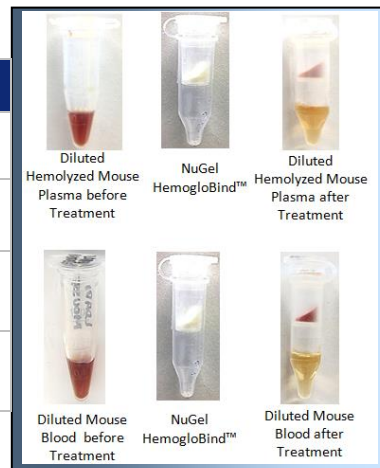 Diluted
Hemolyzed Mouse
Plasma before
Treatment
NuGel
HemogloBind™
Diluted
Hemolyzed Mouse
Plasma after
Treatment
Diluted Mouse
Blood before
Treatment
NuGel
HemogloBind™
Diluted Mouse
Blood after
Treatment